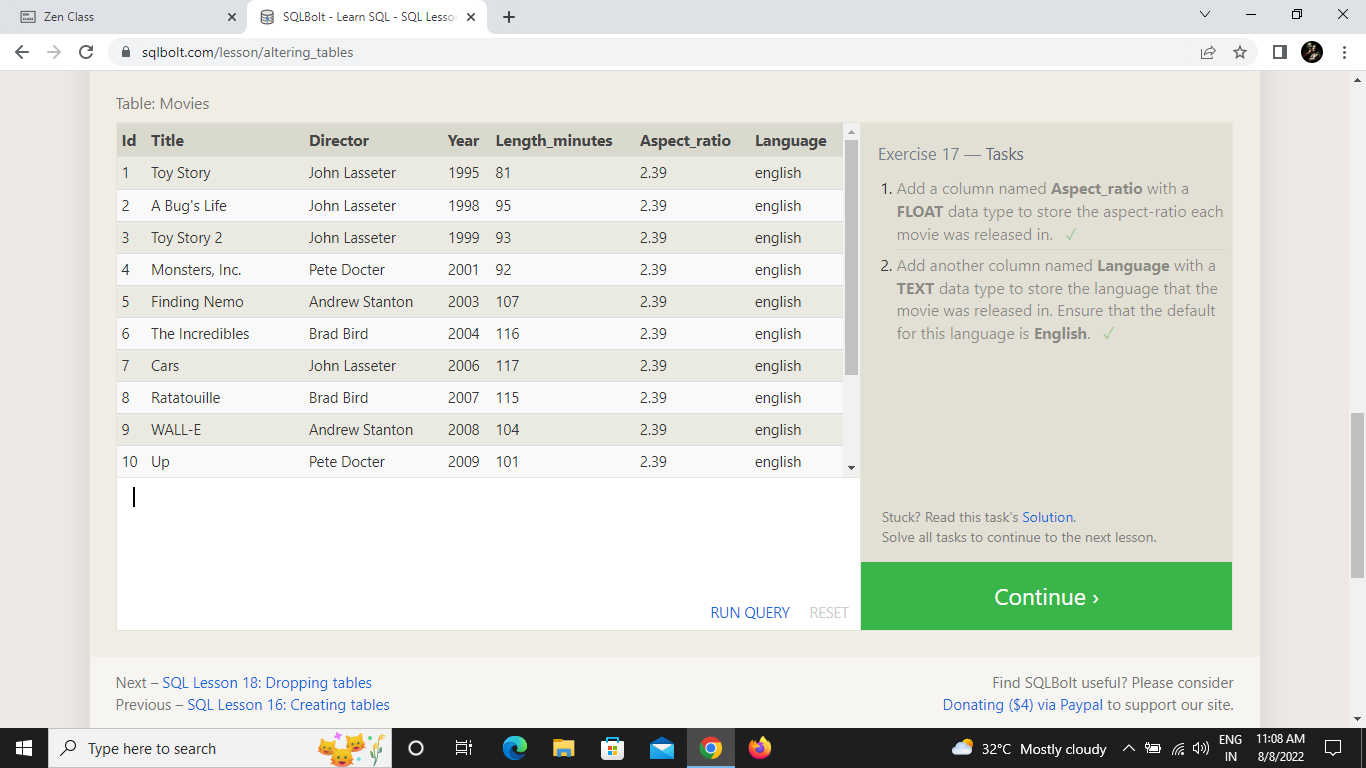 Zen Class
SQLBolt - Learn SQL - SQL Lesson
sqlbolt.com/lesson/altering_tables
Table: Movies
Id Title Director Year Length_minutes Aspect_ratio Language
1 Toy Story John Lasseter 1995 81 2.39 english
2 A Bug's Life John Lasseter 1998 95 2.39 english
3 Toy Story 2 John Lasseter 1999 93 2.39 english
4 Monsters, Inc. Pete Docter 2001 92 2.39 english
5 Finding Nemo Andrew Stanton 2003 107 2.39 english
6 The Incredibles Brad Bird 2004 116 2.39 english
7 Cars John Lasseter 2006 117 2.39 english
8 Ratatouille Brad Bird 2007 115 2.39 english
9 WALL-E Andrew Stanton 2008 104 2.39 english
10 Up Pete Docter 2009 101 2.39 english
RUN QUERY RESET
Exercise 17 — Tasks
1. Add a column named Aspect_ratio with a
FLOAT data type to store the aspect-ratio each
movie was released in. ✓
2. Add another column named Language with a
TEXT data type to store the language that the
movie was released in. Ensure that the default
for this language is English. ✓
Stuck? Read this task's Solution.
Solve all tasks to continue to the next lesson.
Continue ›
Next – SQL Lesson 18: Dropping tables
Previous – SQL Lesson 16: Creating tables
Find SQLBolt useful? Please consider
Donating ($4) via Paypal to support our site.
Type here to search
32°C Mostly cloudy
ENG
IN
11:08 AM
8/8/2022